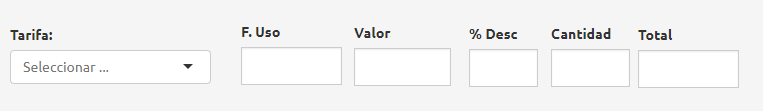 Tarifa: F. Uso Valor % Desc Cantidad Total
Seleccionar ...